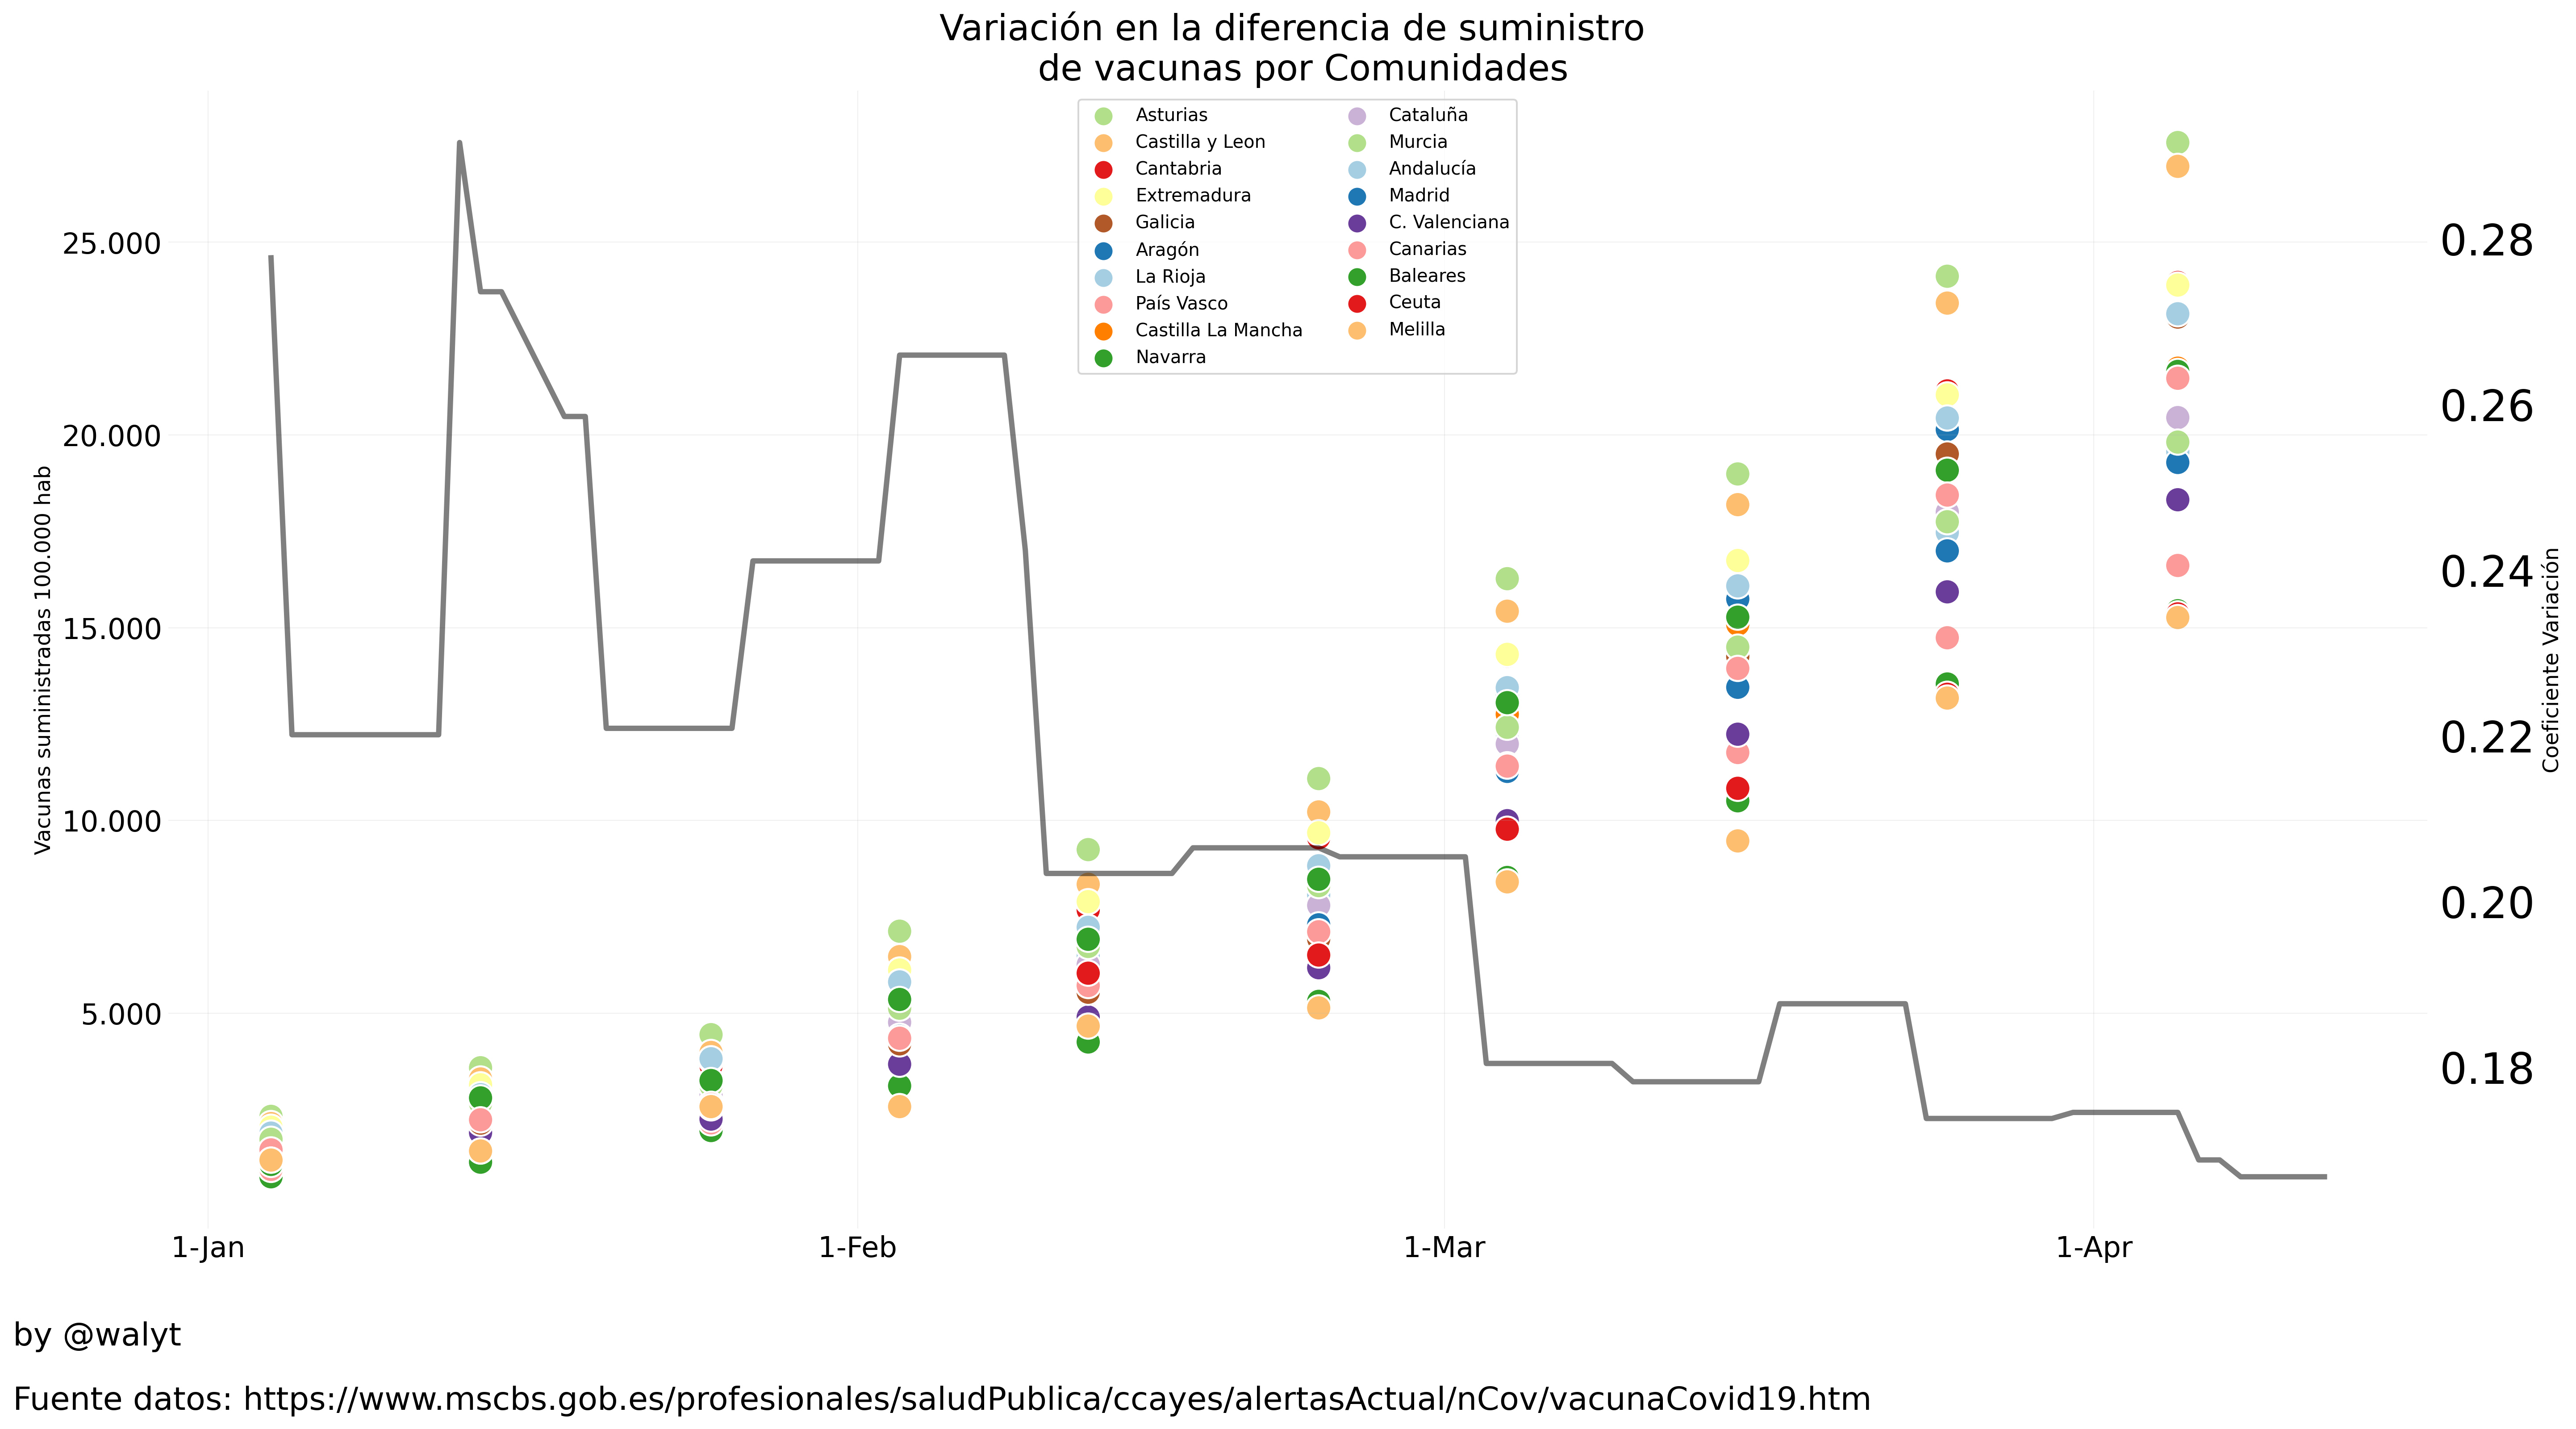 Variación en la diferencia de suministro
de vacunas por Comunidades
Asturias
Castilla y Leon
Cantabria
Extremadura
Galicia
Aragón
La Rioja
País Vasco
Castilla La Mancha
Navarra
Cataluña
Murcia
Andalucía
Madrid
C. Valenciana
Canarias
Baleares
Ceuta
Melilla
Vacunas suministradas 100.000 hab
25.000
20.000
15.000
10.000
5.000
0.28
0.26
0.24
0.22
0.20
0.18
Coeficiente Variación
1-Jan
1-Feb
1-Mar
1-Apr
by @walyt
Fuente datos: https://www.mscbs.gob.es/profesionales/saludPublica/ccayes/alertasActual/nCov/vacunaCovid19.htm